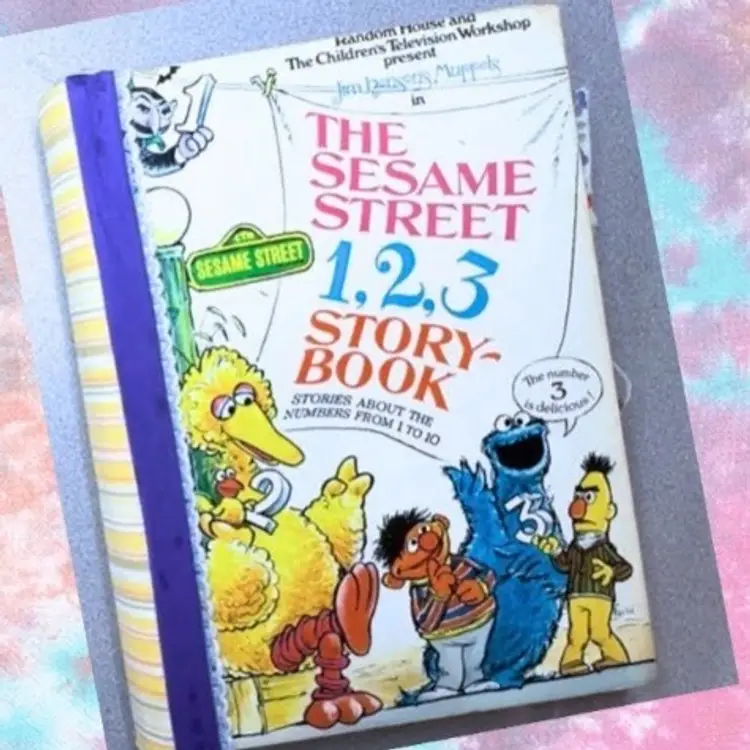 Random House and
The Children's Television Workshop
present
Jim Henson's Muppets
in
THE
SESAME
STREET
1, 2, 3
STORY-
BOOK
STORIES ABOUT THE
NUMBERS FROM 1 TO 10
1
SESAME STREET
The number
3
is delicious!
2
3